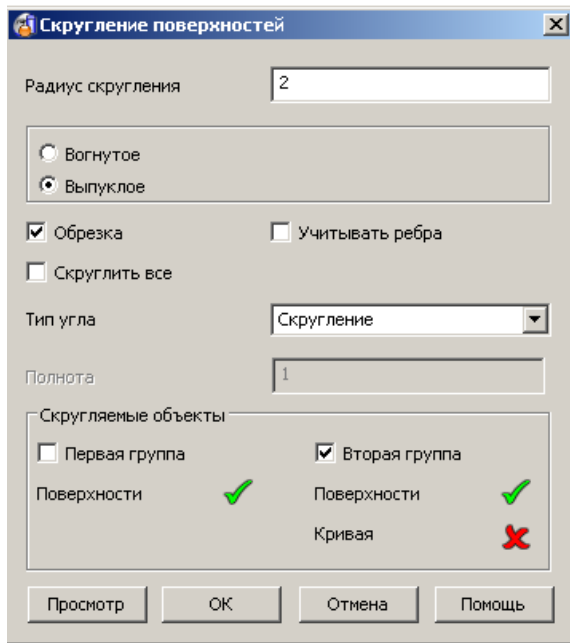 Скругление поверхностей
Радиус скругления 2
Вогнутое
Выпуклое
Обрезка Учитывать ребра
Скруглить все
Тип угла Скругление
Полнота 1
Скругляемые объекты
Первая группа Вторая группа
Поверхности Поверхности
Кривая
Просмотр ОК Отмена Помощь